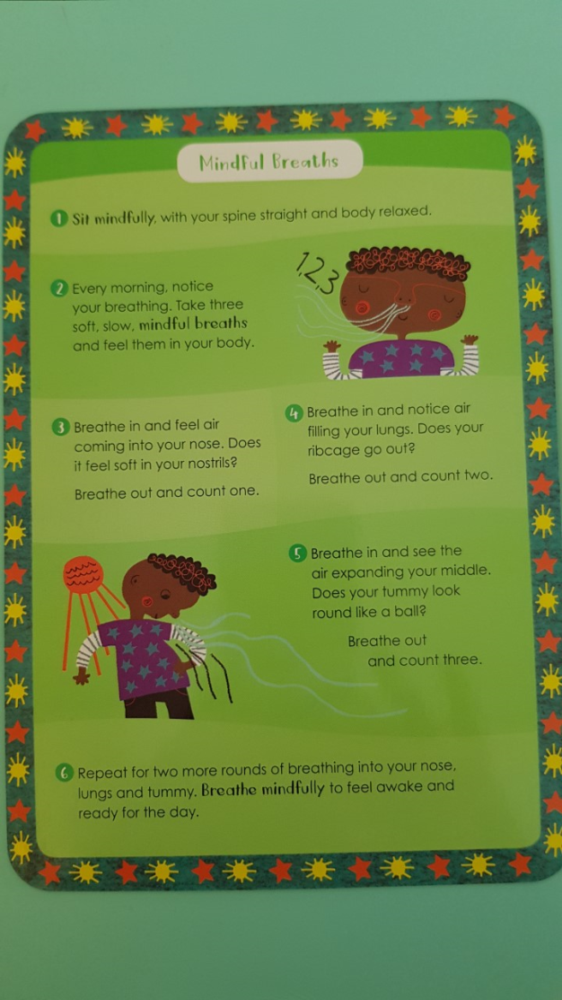 Mindful Breaths
1 Sit mindfully, with your spine straight and body relaxed.
2 Every morning, notice
your breathing. Take three
soft, slow, mindful breaths
and feel them in your body.
1,2,3
3 Breathe in and feel air
coming into your nose. Does
it feel soft in your nostrils?
Breathe out and count one.
4 Breathe in and notice air
filling your lungs. Does your
ribcage go out?
Breathe out and count two.
5 Breathe in and see the
air expanding your middle.
Does your tummy look
round like a ball?
Breathe out
and count three.
6 Repeat for two more rounds of breathing into your nose,
lungs and tummy. Breathe mindfully to feel awake and
ready for the day.